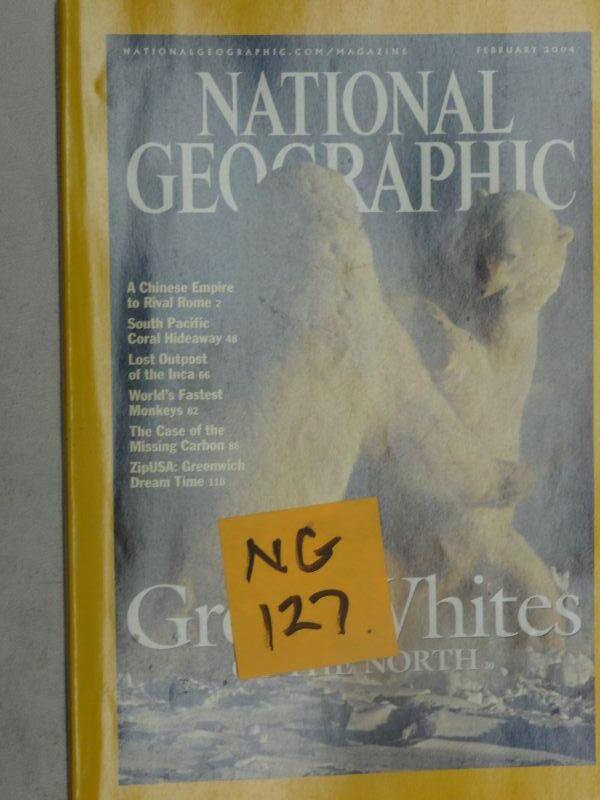 NATIONALGEOGRAPHIC.COM/MAGAZINE
FEBRUARY 2004
NATIONAL
GEOGRAPHIC
A Chinese Empire
to Rival Rome 2
South Pacific
Coral Hideaway 48
Lost Outpost
of the Inca 66
World's Fastest
Monkeys 82
The Case of the
Missing Carbon 88
ZipUSA: Greenwich
Dream Time 118
NG
127.
Whites
NORTH